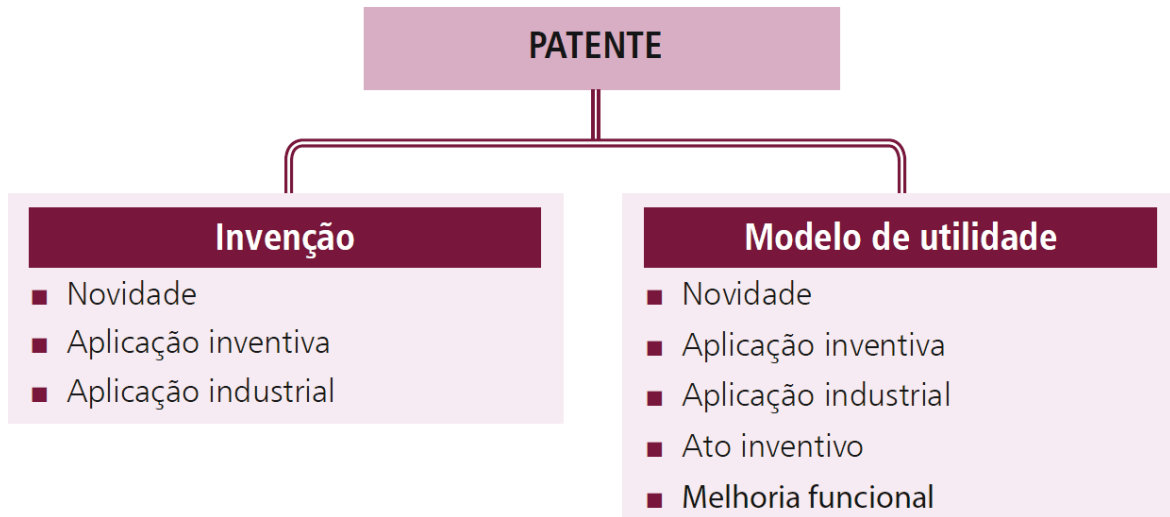 PATENTE
Invenção
Novidade
Aplicação inventiva
Aplicação industrial
Modelo de utilidade
Novidade
Aplicação inventiva
Aplicação industrial
Ato inventivo
Melhoria funcional